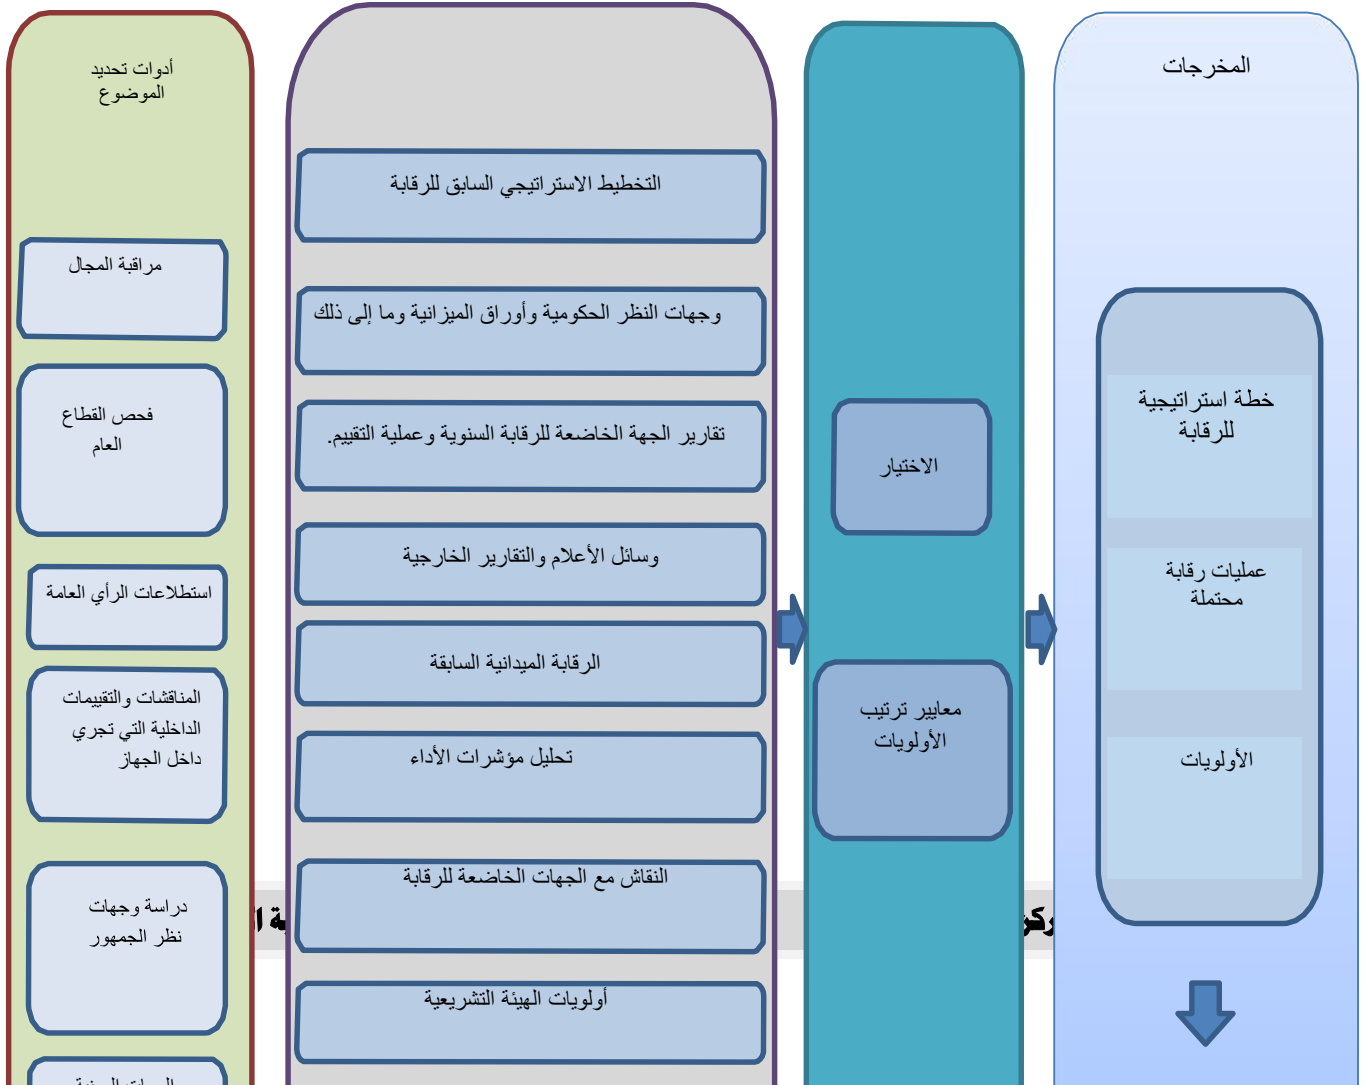 أدوات تحديد
الموضوع
مراقبة المجال
فحص القطاع
العام
استطلاعات الرأي العامة
المناقشات والتقييمات
الداخلية التي تجري
داخل الجهاز
دراسة وجهات
نظر الجمهور
التخطيط الاستراتيجي السابق للرقابة
وجهات النظر الحكومية وأوراق الميزانية وما إلى ذلك
تقارير الجهة الخاضعة للرقابة السنوية وعملية التقييم.
وسائل الأعلام والتقارير الخارجية
الرقابة الميدانية السابقة
تحليل مؤشرات الأداء
النقاش مع الجهات الخاضعة للرقابة
أولويات الهيئة التشريعية
الاختيار
معايير ترتيب
الأولويات
المخرجات
خطة استراتيجية
للرقابة
عمليات رقابة
محتملة
الأولويات